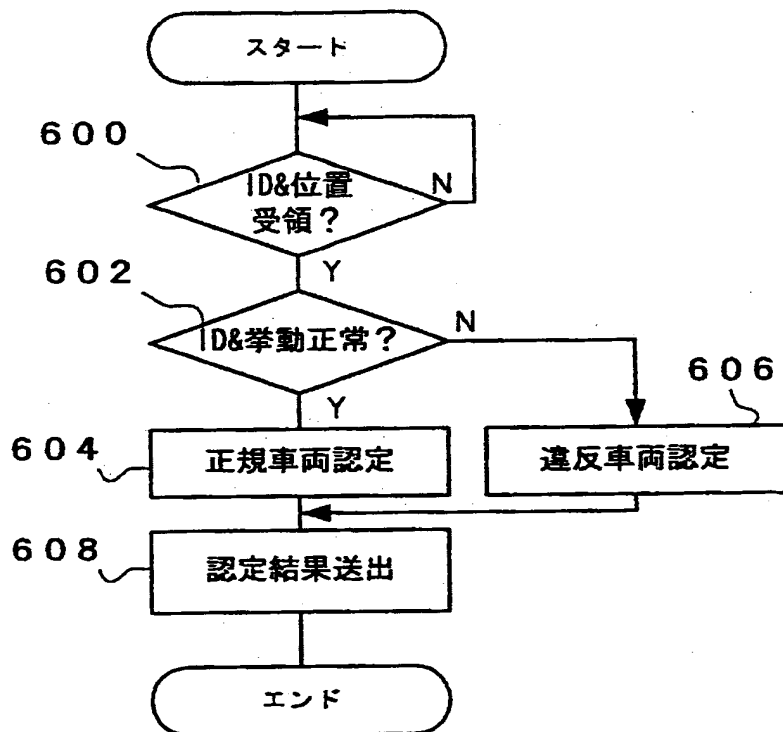 スタート
600
ID&位置
受領？
N
Y
602
ID&挙動正常？
N
Y
606
604
正規車両認定
違反車両認定
608
認定結果送出
エンド